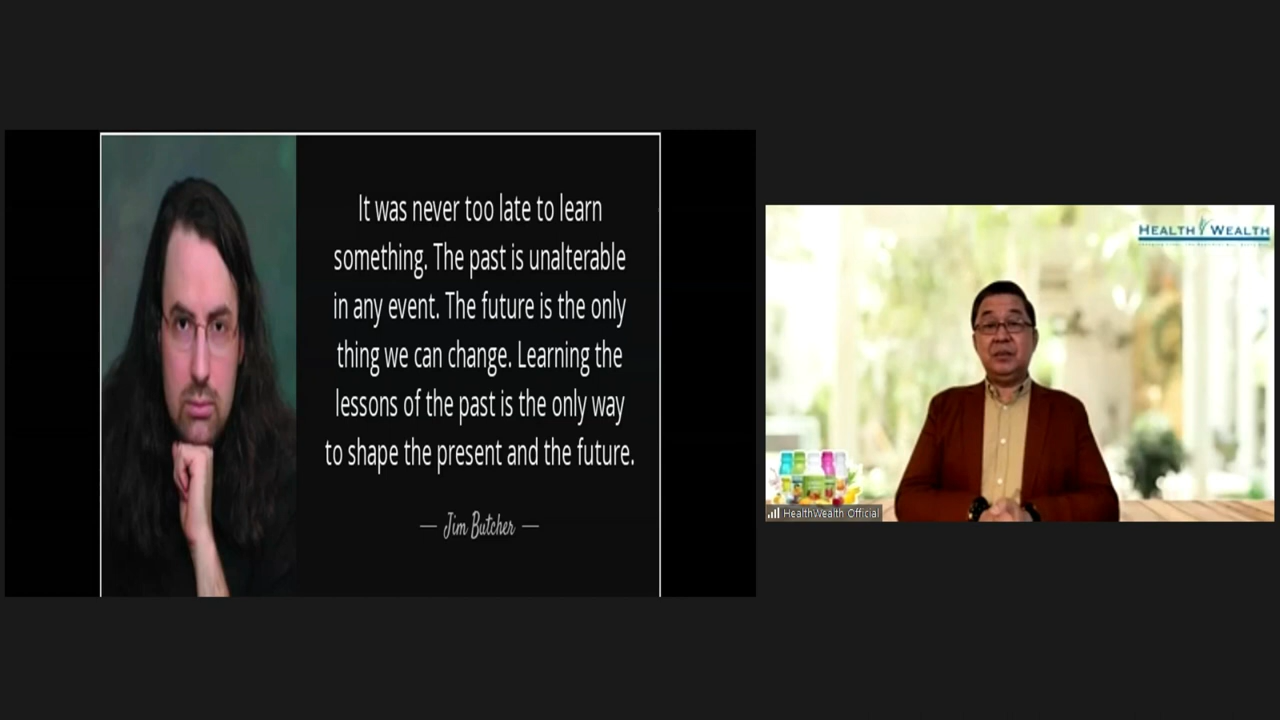 It was never too late to learn
something. The past is unalterable
in any event. The future is the only
thing we can change. Learning the
lessons of the past is the only way
to shape the present and the future.
— Jim Butcher —
HEALTH WEALTH
HealthWealth Official